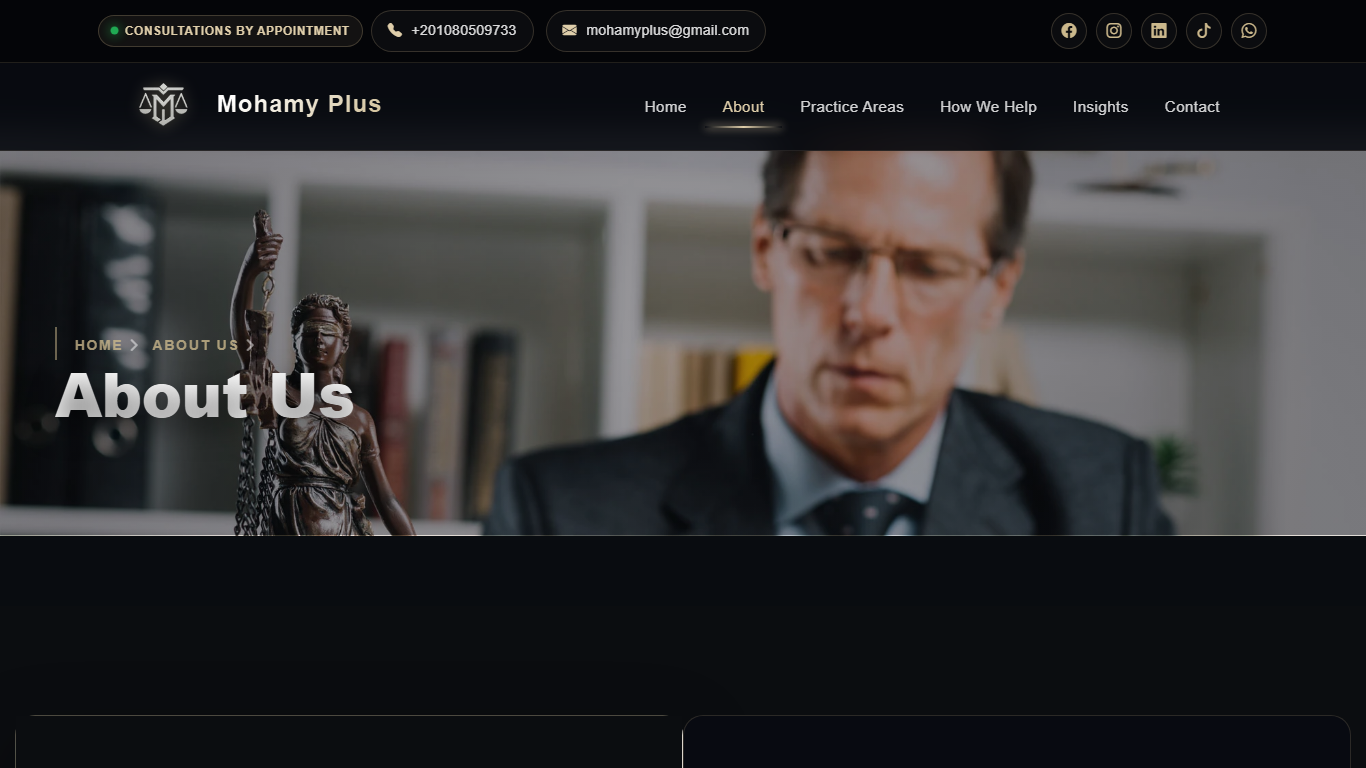 CONSULTATIONS BY APPOINTMENT
+201080509733
mohamyplus@gmail.com
Mohamy Plus
Home
About
Practice Areas
How We Help
Insights
Contact
HOME
ABOUT US
About Us